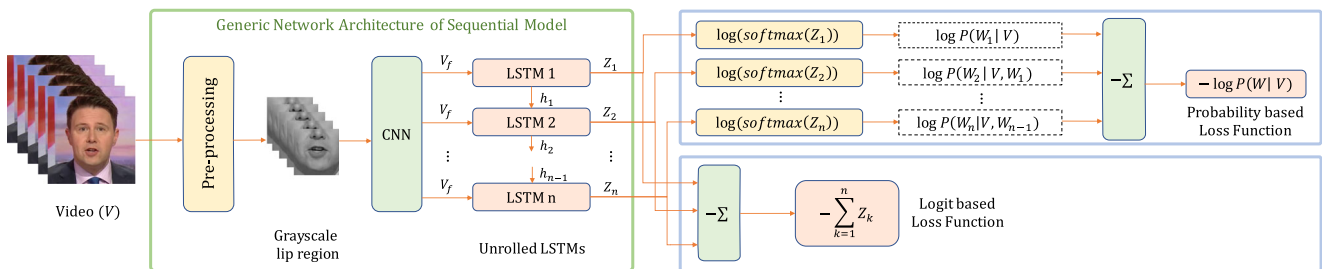 Generic Network Architecture of Sequential Model
Video (V)
Pre-processing
Grayscale
lip region
CNN
V_f
LSTM 1
Z_1
h_1
V_f
LSTM 2
Z_2
h_2
⋮
⋮
h_{n−1}
V_f
LSTM n
Z_n
Unrolled LSTMs
log(softmax(Z_1))
log P(W_1| V)
log(softmax(Z_2))
log P(W_2| V, W_1)
⋮
⋮
log(softmax(Z_n))
log P(W_n|V, W_{n−1})
−Σ
− log P(W| V)
Probability based
Loss Function
−Σ
− ∑_{k=1}^{n} Z_k
Logit based
Loss Function